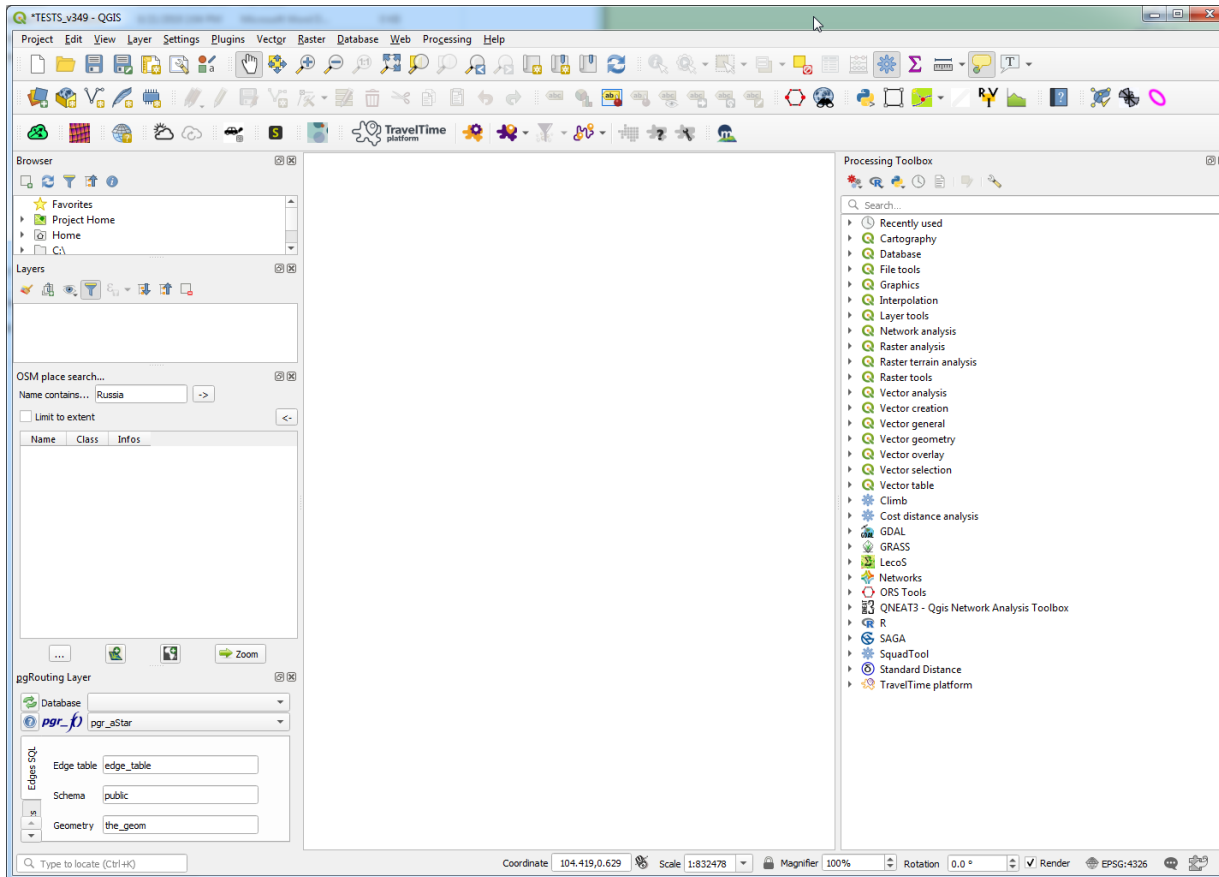 *TESTS_v349 - QGIS
Project Edit View Layer Settings Plugins Vector Raster Database Web Processing Help
TravelTime
platform
Browser
Favorites
Project Home
Home
C:\
Layers
OSM place search...
Name contains... Russia ->
Limit to extent <-
Name Class Infos
... Zoom
pgRouting Layer
Database
pgr_f() pgr_aStar
Edges SQL
Edge table edge_table
Schema public
Geometry the_geom
Processing Toolbox
Search...
Recently used
Cartography
Database
File tools
Graphics
Interpolation
Layer tools
Network analysis
Raster analysis
Raster terrain analysis
Raster tools
Vector analysis
Vector creation
Vector general
Vector geometry
Vector overlay
Vector selection
Vector table
Climb
Cost distance analysis
GDAL
GRASS
LecoS
Networks
ORS Tools
QNEAT3 - Qgis Network Analysis Toolbox
R
SAGA
SquadTool
Standard Distance
TravelTime platform
Type to locate (Ctrl+K) Coordinate 104.419,0.629 Scale 1:832478 Magnifier 100% Rotation 0.0 ° Render EPSG:4326